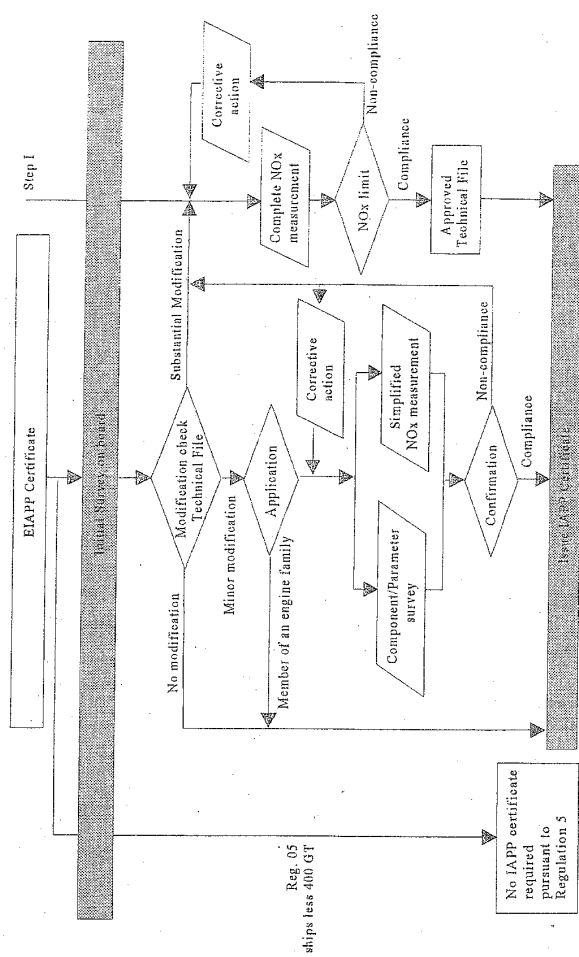 EIAPP Certificate
Step I
Initial Survey on board
Modification check
Technical File
No modification
Substantial Modification
Minor modification
Application
Member of an engine family
Corrective
action
Corrective
action
Component/Parameter
survey
Simplified
NOx measurement
Confirmation
Non-compliance
Compliance
Complete NOx
measurement
NOx limit
Non-compliance
Compliance
Approved
Technical File
Issue IAPP Certificate
Reg. 05
ships less 400 GT
No IAPP certificate
required
pursuant to
Regulation 5